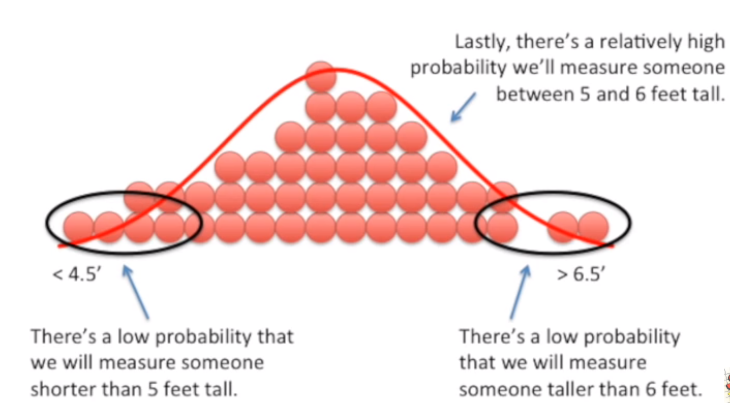 Lastly, there's a relatively high
probability we'll measure someone
between 5 and 6 feet tall.
< 4.5′
> 6.5′
There's a low probability that
we will measure someone
shorter than 5 feet tall.
There's a low probability
that we will measure
someone taller than 6 feet.